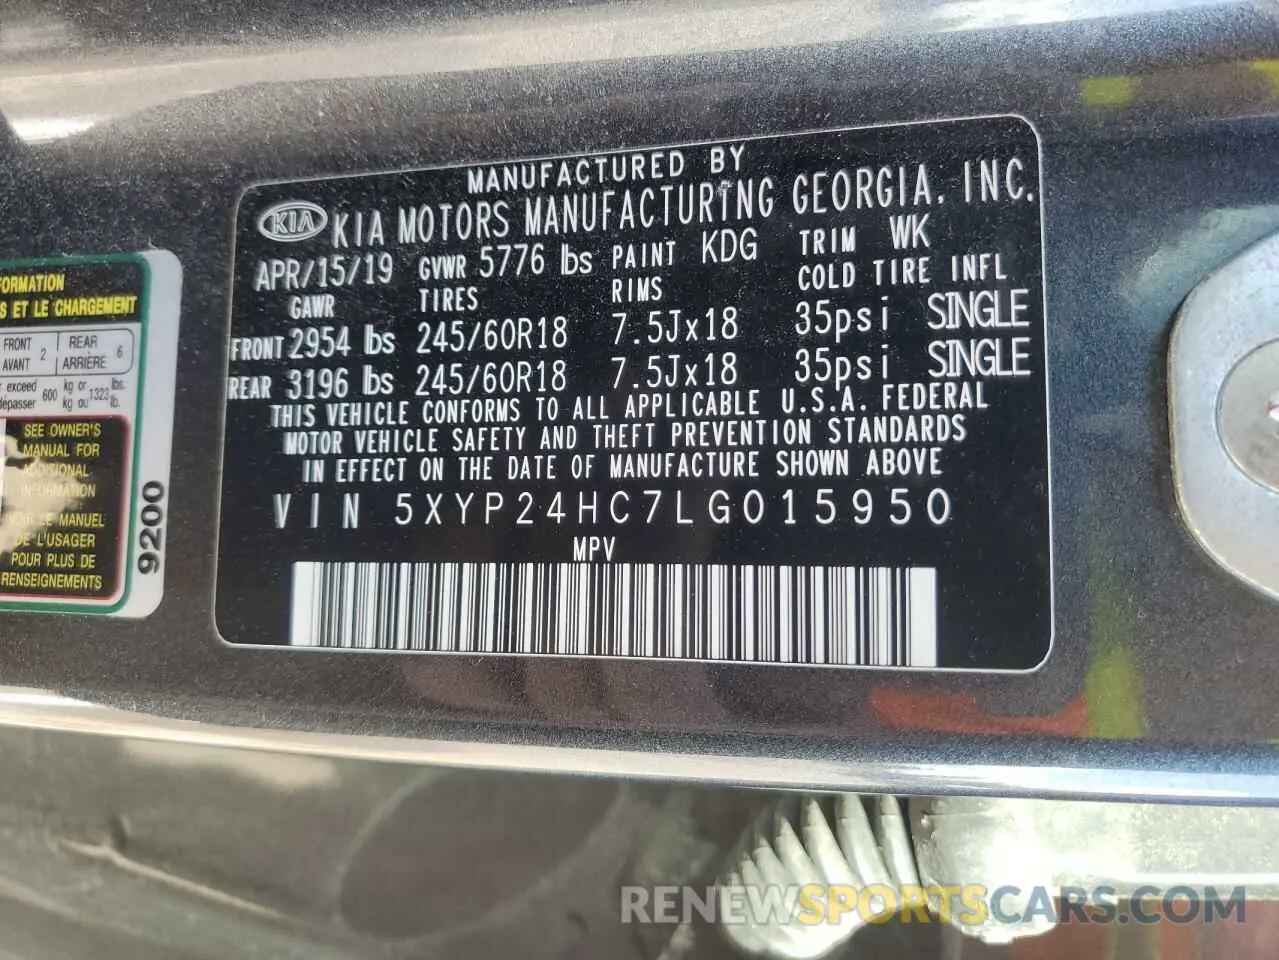 MANUFACTURED BY
KIA KIA MOTORS MANUFACTURING GEORGIA, INC.
APR/15/19 GVWR 5776 lbs PAINT KDG TRIM WK
GAWR TIRES RIMS COLD TIRE INFL
FRONT 2954 lbs 245/60R18 7.5Jx18 35psi SINGLE
REAR 3196 lbs 245/60R18 7.5Jx18 35psi SINGLE
THIS VEHICLE CONFORMS TO ALL APPLICABLE U.S.A. FEDERAL
MOTOR VEHICLE SAFETY AND THEFT PREVENTION STANDARDS
IN EFFECT ON THE DATE OF MANUFACTURE SHOWN ABOVE
VIN 5XYP24HC7LG015950
MPV
ET LE CHARGEMENT
FRONT 2 REAR 6
AVANT ARRIÈRE
exceed 600 kg or 1323 lbs.
kg ou lb.
SEE OWNER'S
MANUAL FOR
ADDITIONAL
INFORMATION
VOIR LE MANUEL
DE L'USAGER
POUR PLUS DE
RENSEIGNEMENTS
9200
RENEWSPORTSCARS.COM